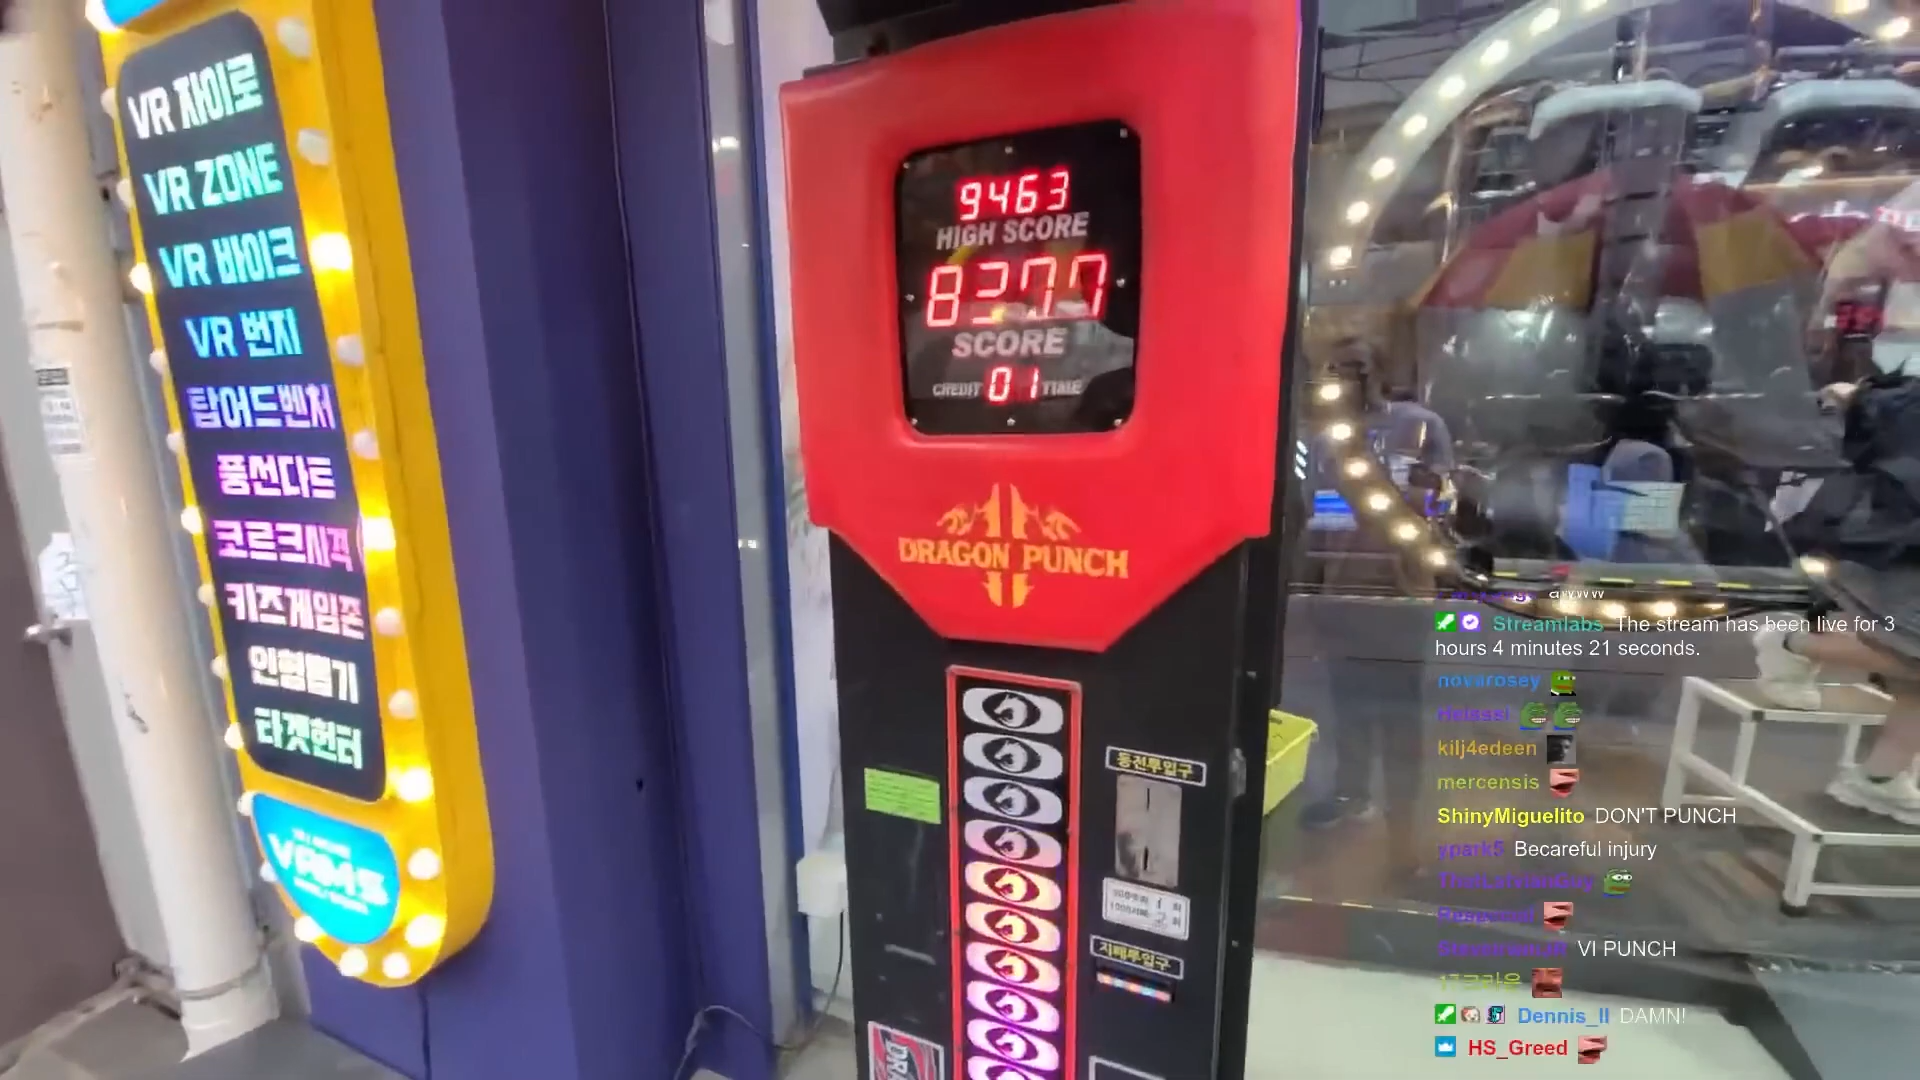 VR 자이로
VR ZONE
VR 바이크
VR 번지
탑어드벤처
풍선다트
코르크사격
키즈게임존
인형뽑기
타겟헌터
9463
HIGH SCORE
8377
SCORE
CREDIT 01 TIME
DRAGON PUNCH
동전투입구
지폐투입구
awww
Streamlabs The stream has been live for 3
hours 4 minutes 21 seconds.
novarosey
kilj4edeen
mercensis
ShinyMiguelito DON'T PUNCH
ypark5 Becareful injury
ThatLatvianGuy
VI PUNCH
Dennis_ll DAMN!
HS_Greed